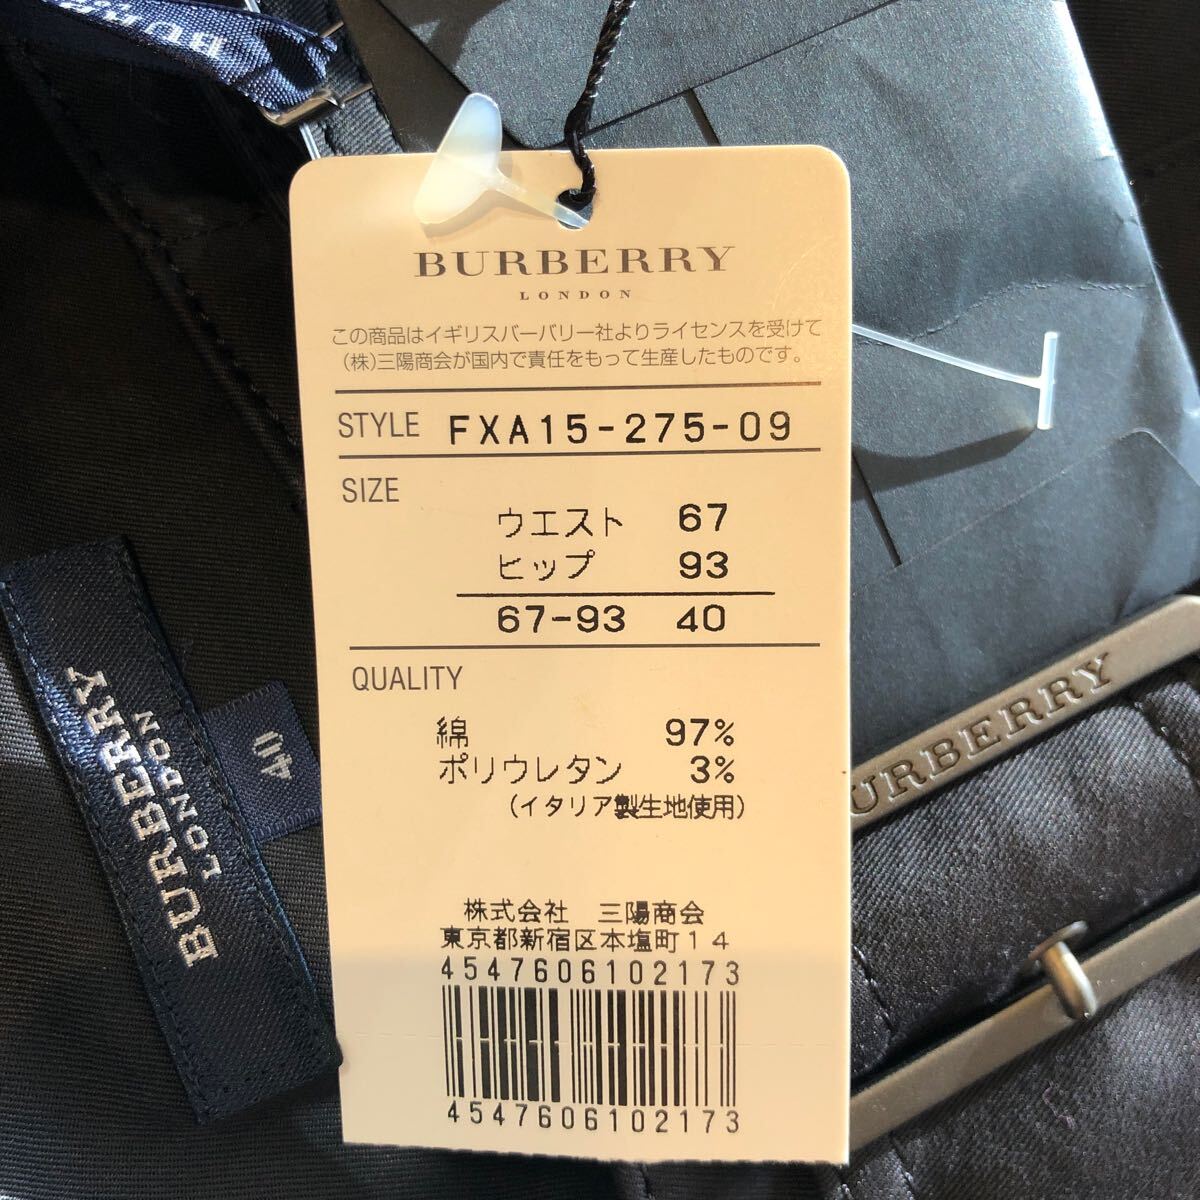 BURBERRY
LONDON
この商品はイギリスバーバリー社よりライセンスを受けて
(株)三陽商会が国内で責任をもって生産したものです。
STYLE FXA15-275-09
SIZE
ウエスト 67
ヒップ 93
67-93 40
QUALITY
綿 97%
ポリウレタン 3%
(イタリア製生地使用)
株式会社 三陽商会
東京都新宿区本塩町14
4547606102173
4547606102173
BURBERRY
LONDON
40
BURBERRY